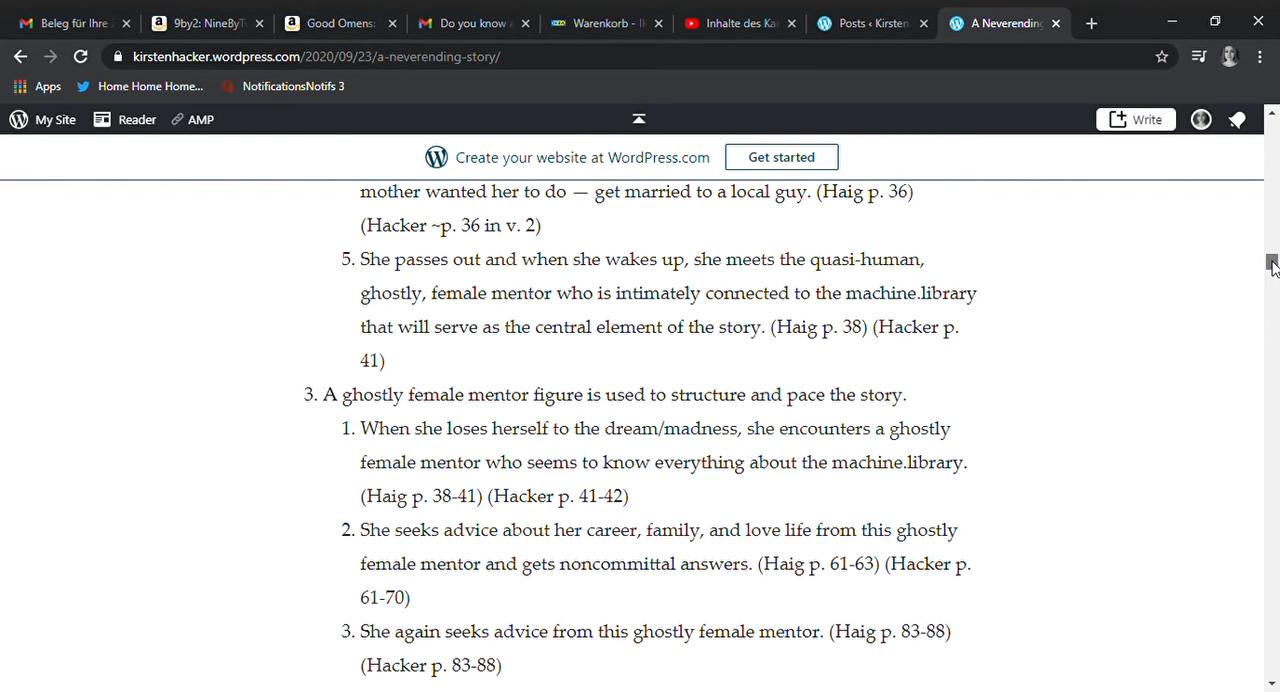 Beleg für Ihre
9by2: NineByT
Good Omens:
Do you know a
Warenkorb - I
Inhalte des Ka
Posts ‹ Kirsten
A Neverending
kirstenhacker.wordpress.com/2020/09/23/a-neverending-story/
Apps Home Home Home... NotificationsNotifs 3
My Site Reader AMP Write
Create your website at WordPress.com Get started
mother wanted her to do — get married to a local guy. (Haig p. 36)
(Hacker ~p. 36 in v. 2)
5. She passes out and when she wakes up, she meets the quasi-human,
ghostly, female mentor who is intimately connected to the machine.library
that will serve as the central element of the story. (Haig p. 38) (Hacker p.
41)
3. A ghostly female mentor figure is used to structure and pace the story.
1. When she loses herself to the dream/madness, she encounters a ghostly
female mentor who seems to know everything about the machine.library.
(Haig p. 38-41) (Hacker p. 41-42)
2. She seeks advice about her career, family, and love life from this ghostly
female mentor and gets noncommittal answers. (Haig p. 61-63) (Hacker p.
61-70)
3. She again seeks advice from this ghostly female mentor. (Haig p. 83-88)
(Hacker p. 83-88)